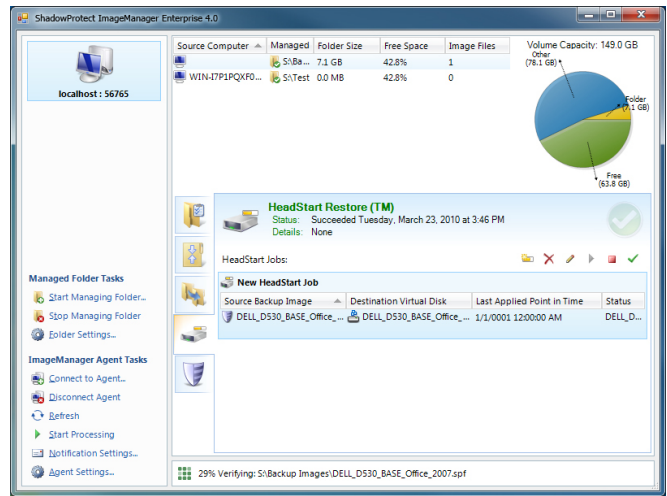 ShadowProtect ImageManager Enterprise 4.0
localhost : 56765
Source Computer Managed Folder Size Free Space Image Files
S:\Ba... 7.1 GB 42.8% 1
WIN-I7P1PQXF0... S:\Test 0.0 MB 42.8% 0
Volume Capacity: 149.0 GB
Other
(78.1 GB)
Folder
(7.1 GB)
Free
(63.8 GB)
HeadStart Restore (TM)
Status: Succeeded Tuesday, March 23, 2010 at 3:46 PM
Details: None
HeadStart Jobs:
New HeadStart Job
Source Backup Image Destination Virtual Disk Last Applied Point in Time Status
DELL_D530_BASE_Office_... DELL_D530_BASE_Office_... 1/1/0001 12:00:00 AM DELL_D...
Managed Folder Tasks
Start Managing Folder...
Stop Managing Folder
Folder Settings...
ImageManager Agent Tasks
Connect to Agent...
Disconnect Agent
Refresh
Start Processing
Notification Settings...
Agent Settings...
29% Verifying: S:\Backup Images\DELL_D530_BASE_Office_2007.spf